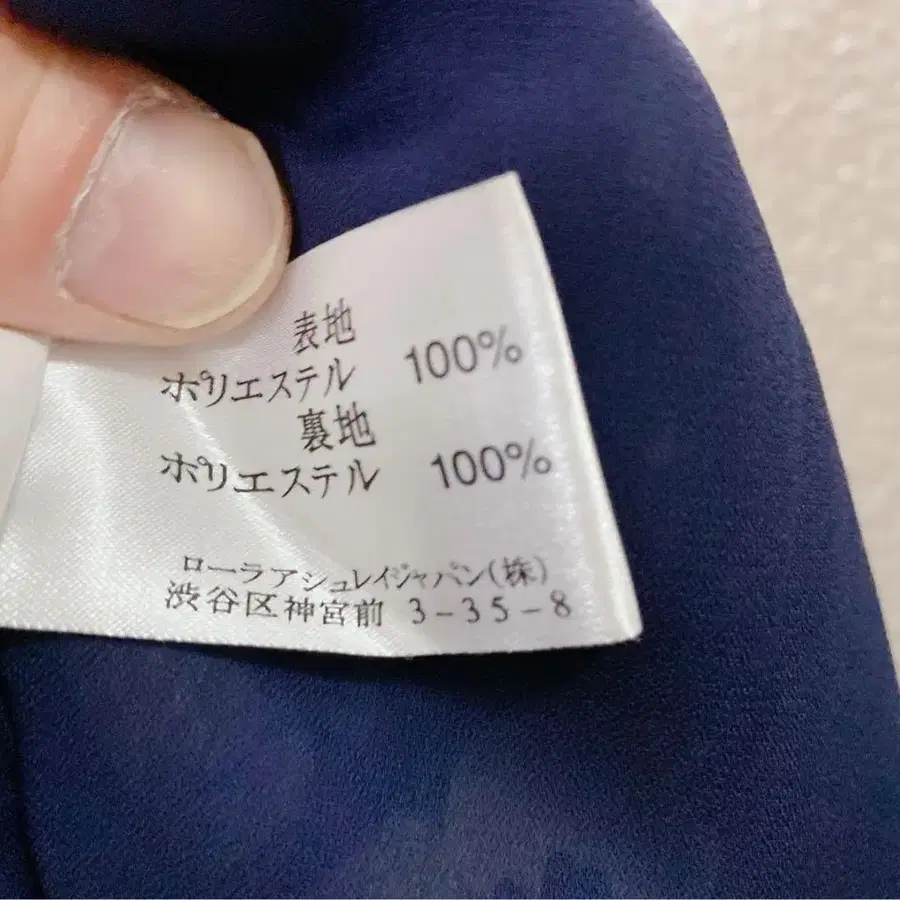 表地
ポリエステル 100%
裏地
ポリエステル 100%
ローラアシュレイジャパン(株)
渋谷区神宮前 3-35-8